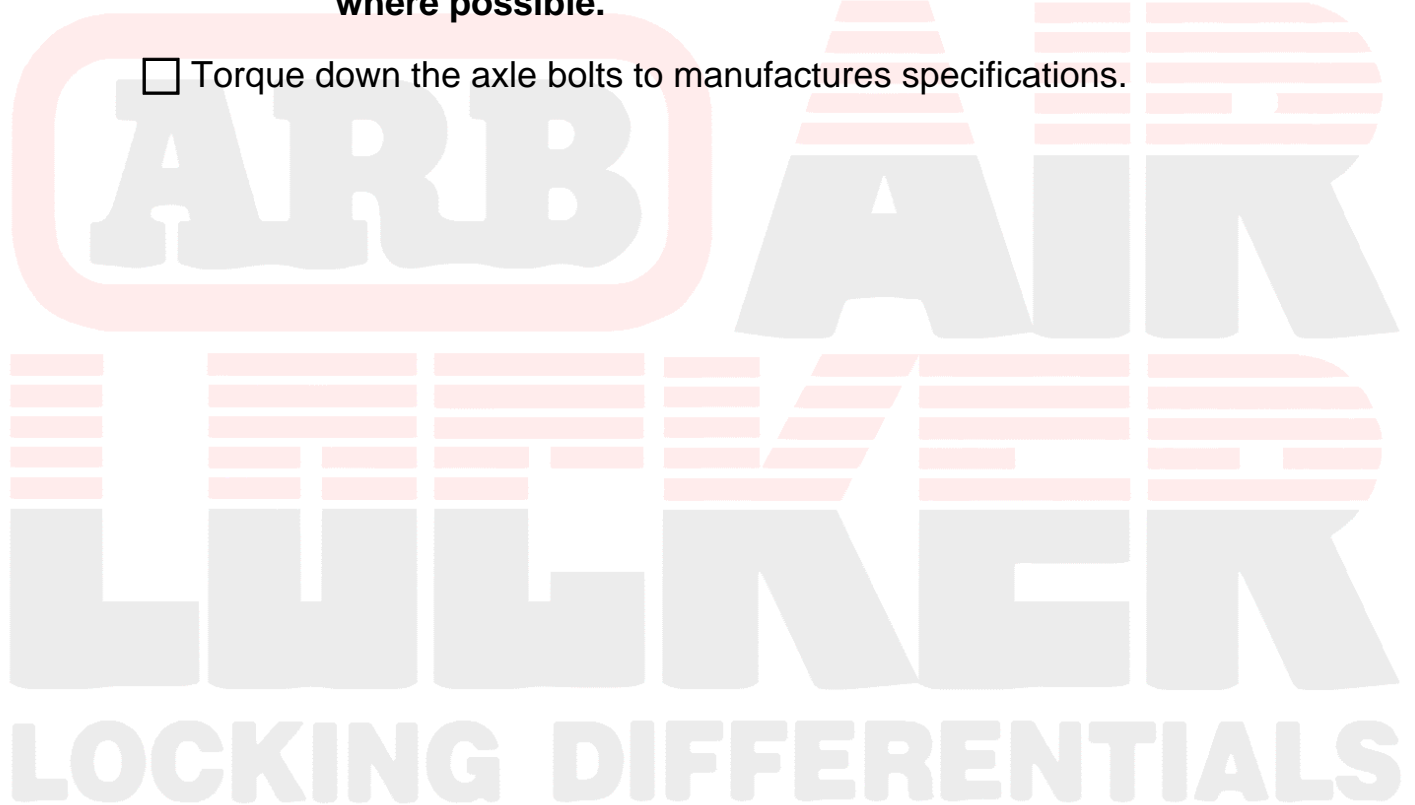 where possible.
☐ Torque down the axle bolts to manufactures specifications.
ARB AIR
LOCKER
LOCKING DIFFERENTIALS